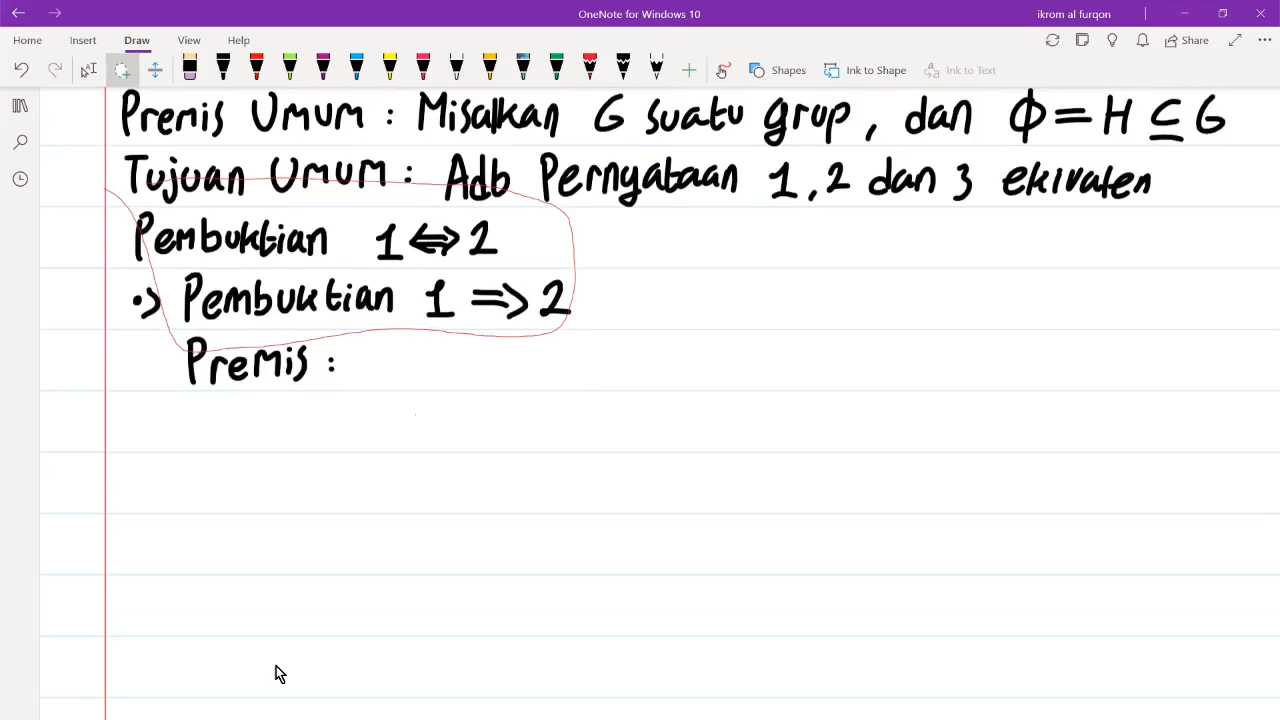 OneNote for Windows 10
ikrom al furqon
Home Insert Draw View Help
Share
Shapes Ink to Shape Ink to Text
Premis Umum : Misalkan G suatu grup, dan Φ = H ⊆ G
Tujuan Umum : Adb Pernyataan 1, 2 dan 3 ekivalen
Pembuktian 1 ⇔ 2
•> Pembuktian 1 => 2
Premis :